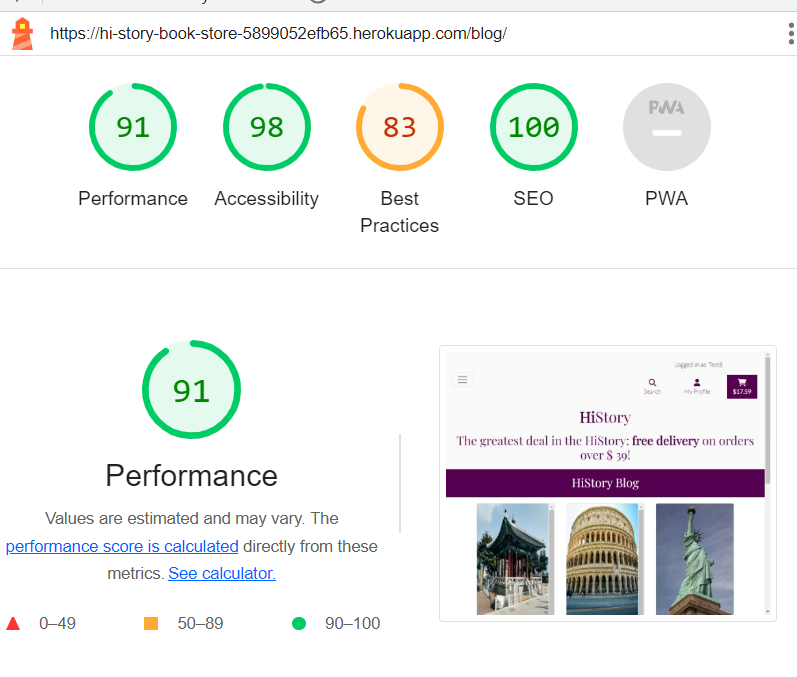 https://hi-story-book-store-5899052efb65.herokuapp.com/blog/
91
98
83
100
PWA
Performance
Accessibility
Best
Practices
SEO
PWA
91
Performance
Values are estimated and may vary. The
performance score is calculated directly from these
metrics. See calculator.
0–49
50–89
90–100
Logged-in as: Test8
Search
My Profile
$17.59
HiStory
The greatest deal in the HiStory: free delivery on orders
over $ 39!
HiStory Blog